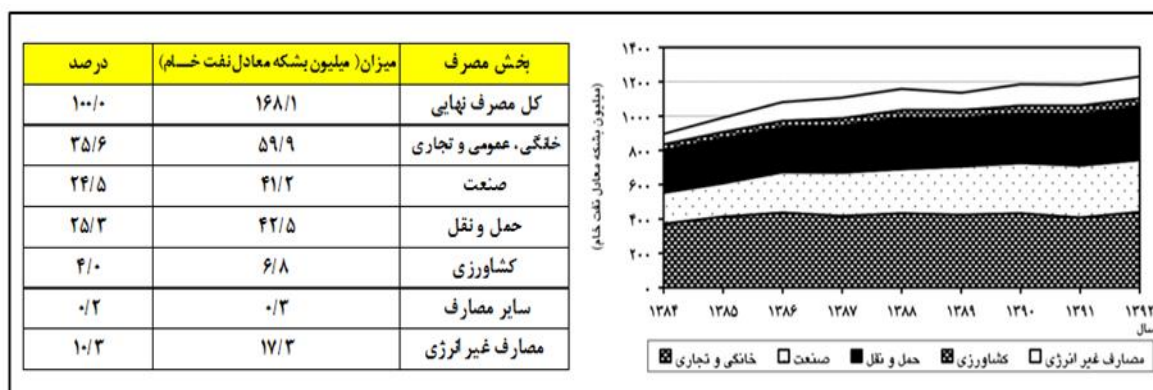 بخش مصرف	میزان( میلیون بشکه معادل نفت خـــام)	درصد
کل مصرف نهایی	۱۶۸/۱	۱۰۰/۰
خانگی، عمومی و تجاری	۵۹/۹	۳۵/۶
صنعت	۴۱/۲	۲۴/۵
حمل و نقل	۴۲/۵	۲۵/۳
کشاورزی	۶/۸	۴/۰
سایر مصارف	۰/۳	۰/۲
مصارف غیر انرژی	۱۷/۳	۱۰/۳
(میلیون بشکه معادل نفت خام)
۱۴۰۰
۱۲۰۰
۱۰۰۰
۸۰۰
۶۰۰
۴۰۰
۲۰۰
۰
۱۳۸۴ ۱۳۸۵ ۱۳۸۶ ۱۳۸۷ ۱۳۸۸ ۱۳۸۹ ۱۳۹۰ ۱۳۹۱ ۱۳۹۲
سال
مصارف غیر انرژی کشاورزی حمل و نقل صنعت خانگی و تجاری